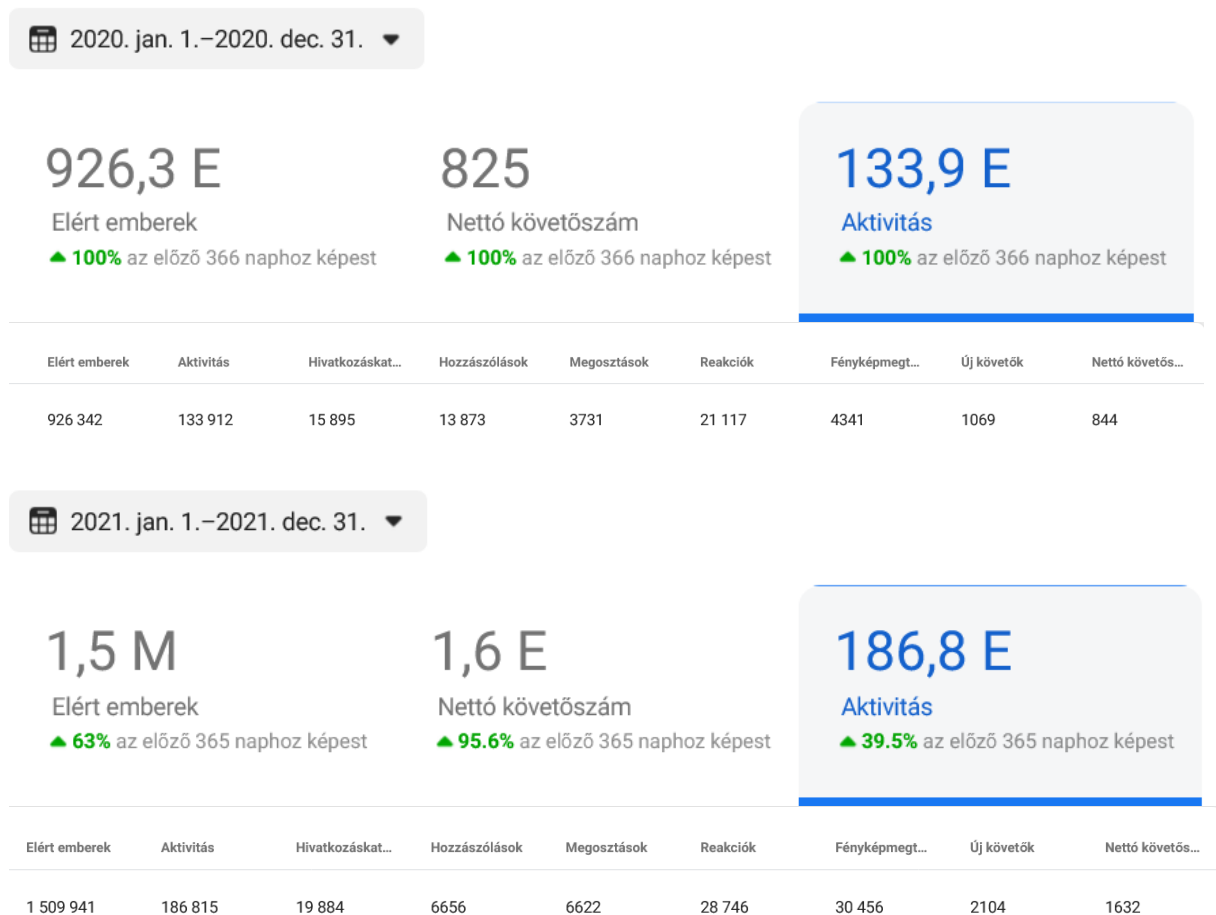 2020. jan. 1.–2020. dec. 31.
926,3 E 825 133,9 E
Elért emberek Nettó követőszám Aktivitás
100% az előző 366 naphoz képest 100% az előző 366 naphoz képest 100% az előző 366 naphoz képest
Elért emberek Aktivitás Hivatkozáskat... Hozzászólások Megosztások Reakciók Fényképmegt... Új követők Nettó követős...
926 342 133 912 15 895 13 873 3731 21 117 4341 1069 844
2021. jan. 1.–2021. dec. 31.
1,5 M 1,6 E 186,8 E
Elért emberek Nettó követőszám Aktivitás
63% az előző 365 naphoz képest 95.6% az előző 365 naphoz képest 39.5% az előző 365 naphoz képest
Elért emberek Aktivitás Hivatkozáskat... Hozzászólások Megosztások Reakciók Fényképmegt... Új követők Nettó követős...
1 509 941 186 815 19 884 6656 6622 28 746 30 456 2104 1632